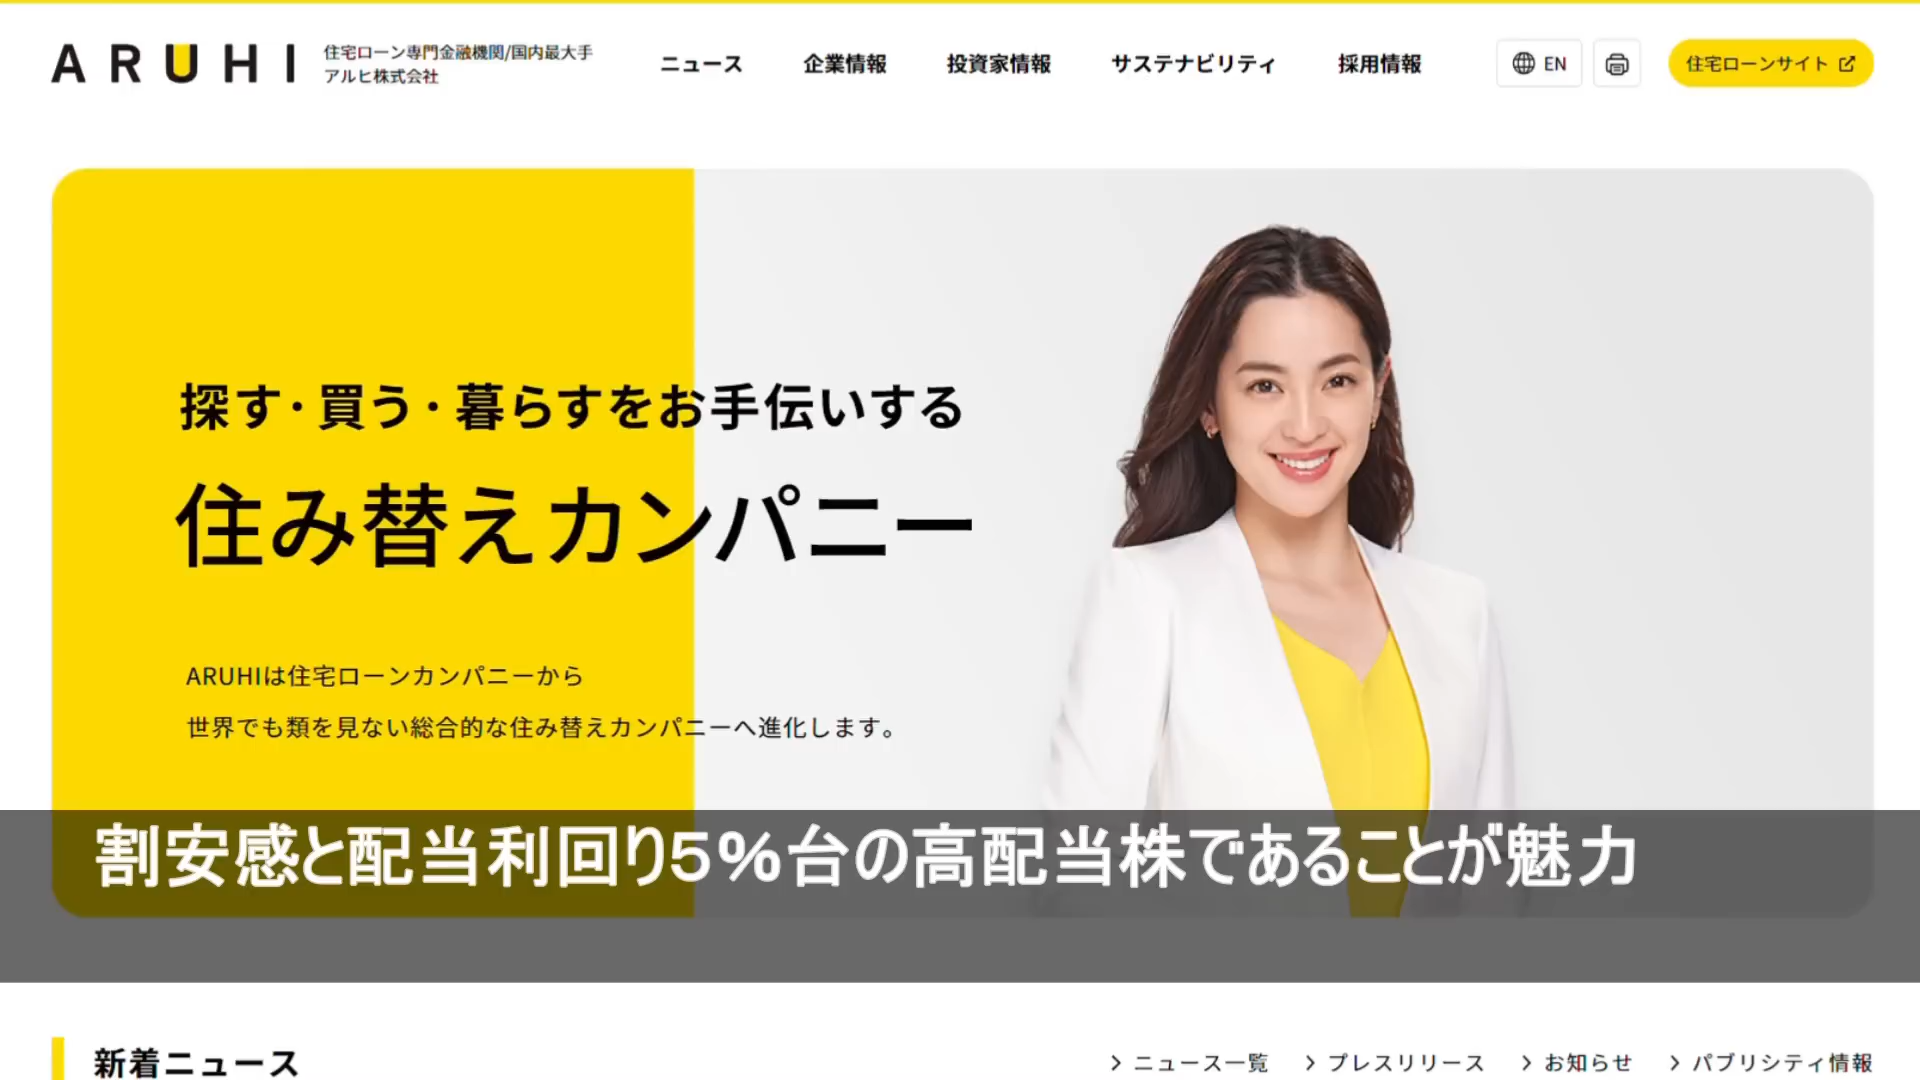 ARUHI
住宅ローン専門金融機関/国内最大手
アルヒ株式会社
ニュース
企業情報
投資家情報
サステナビリティ
採用情報
EN
住宅ローンサイト
探す・買う・暮らすをお手伝いする
住み替えカンパニー
ARUHIは住宅ローンカンパニーから
世界でも類を見ない総合的な住み替えカンパニーへ進化します。
割安感と配当利回り5%台の高配当株であることが魅力
新着ニュース
ニュース一覧
プレスリリース
お知らせ
パブリシティ情報